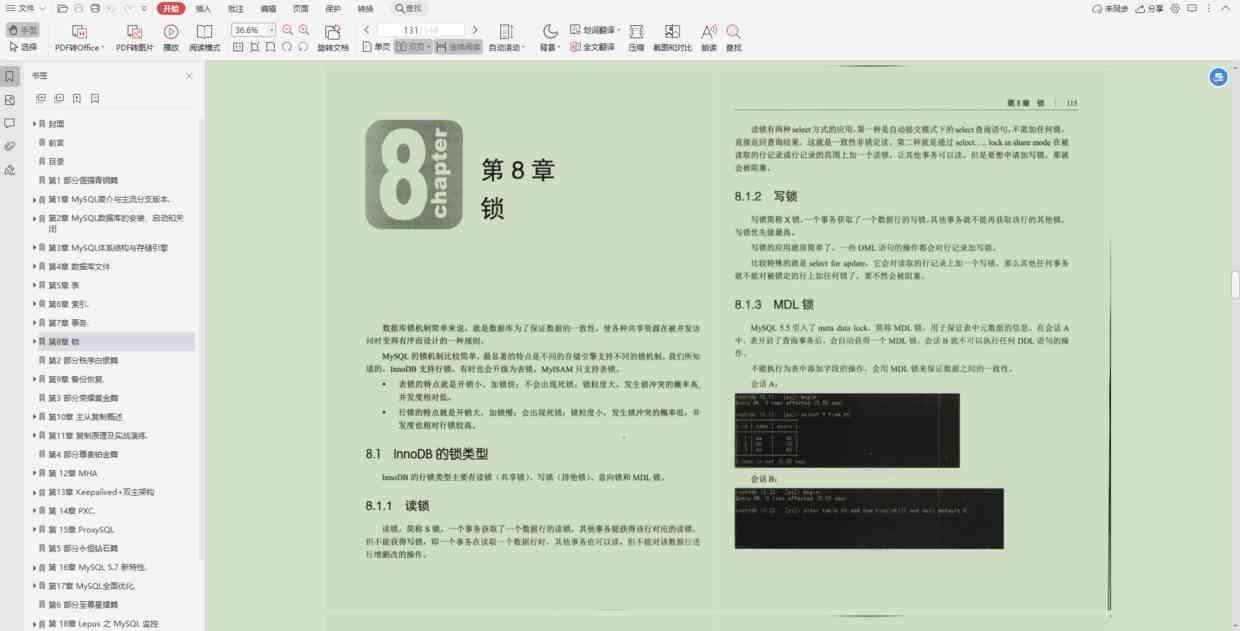 文件
开始
插入
批注
编辑
页面
保护
转换
查找
未同步
分享
手型
选择
PDF转Office
PDF转图片
播放
阅读模式
36.6%
旋转文档
131
单页
双页
连续阅读
自动滚动
背景
划词翻译
全文翻译
压缩
截图和对比
朗读
查找
书签
封面
前言
目录
第1章 MySQL简介与主流分支版本.
第2章 MySQL数据库的安装、启动和关
闭
第3章 MySQL体系结构与存储引擎
第4章 数据库文件
第5章 表
第6章 索引.
第7章 事务.
第8章 锁
第2 部分秩序白银篇
第9章 备份恢复.
第3 部分荣耀黄金篇
第10章 主从复制概述
第11章 复制原理及实战演练.
第4 部分尊贵铂金篇
第 12章 MHA
第13章 Keepalived+双主架构
第 14章 PXC.
第 15章 ProxySQL
第5 部分永恒钻石篇
第 16章 MySQL 5.7 新特性.
第17章 MySQL全面优化.
第6 部分至尊星耀篇
第 18章 Lepus 之 MySQL 监控
8
chapter
第 8 章
锁
数据库锁机制简单来说，就是数据库为了保证数据的一致性，使各种共享资源在被并发访
问时变得有序而设计的一种规则。
MySQL 的锁机制比较简单，最显著的特点是不同的存储引擎支持不同的锁机制。我们所知
道的，InnoDB 支持行锁，有时也会升级为表锁。MyISAM 只支持表锁。
• 表锁的特点就是开销小、加锁快；不会出现死锁；锁粒度大，发生锁冲突的概率高，
并发度相对低。
• 行锁的特点就是开销大、加锁慢；会出现死锁；锁粒度小，发生锁冲突的概率低，并
发度也相对行锁较高。
8.1 InnoDB 的锁类型
InnoDB 的行锁类型主要有读锁（共享锁）、写锁（排他锁）、意向锁和 MDL 锁。
8.1.1 读锁
读锁，简称 S 锁，一个事务获取了一个数据行的读锁，其他事务能获得该行对应的读锁，
但不能获得写锁，即一个事务在读取一个数据行时，其他事务也可以读，但不能对该数据行进
行增删改的操作。
第 8 章 锁 | 115
读锁有两种 select 方式的应用，第一种是自动提交模式下的 select 查询语句，不需加任何锁，
直接返回查询结果，这就是一致性非锁定读。第二种就是通过 select…. lock in share mode 在被
读取的行记录或行记录的范围上加一个读锁，让其他事务可以读，但是要想申请加写锁，那就
会被阻塞。
8.1.2 写锁
写锁简称 X 锁，一个事务获取了一个数据行的写锁，其他事务就不能再获取该行的其他锁，
写锁优先级最高。
写锁的应用就很简单了，一些 DML 语句的操作都会对行记录加写锁。
比较特殊的就是 select for update，它会对读取的行记录上加一个写锁，那么其他任何事务
就不能对被锁定的行上加任何锁了，要不然会被阻塞。
8.1.3 MDL 锁
MySQL 5.5 引入了 meta data lock，简称 MDL 锁，用于保证表中元数据的信息。在会话 A
中，表开启了查询事务后，会自动获得一个 MDL 锁，会话 B 就不可以执行任何 DDL 语句的操
作。
不能执行为表中添加字段的操作，会用 MDL 锁来保证数据之间的一致性。
会话 A:
会话 B: